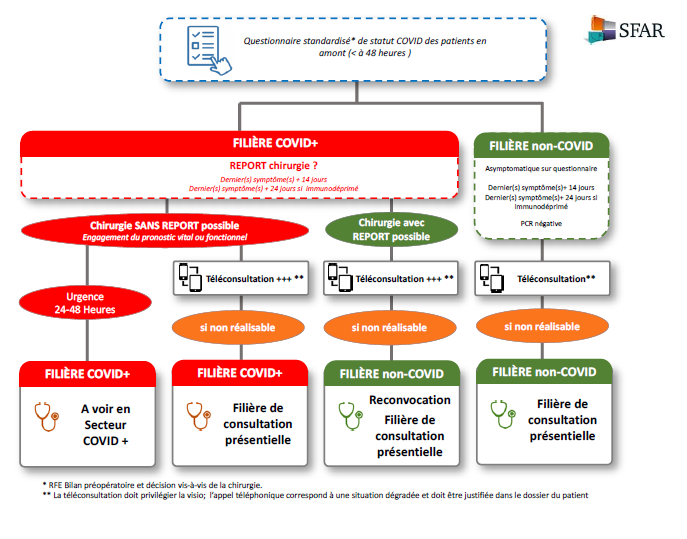 Questionnaire standardisé* de statut COVID des patients en
amont (< à 48 heures )
SFAR
FILIÈRE COVID+
REPORT chirurgie ?
Dernier(s) symptôme(s) + 14 jours
Dernier(s) symptôme(s) + 24 jours si immunodéprimé
FILIÈRE non-COVID
Asymptomatique sur questionnaire
Dernier(s) symptôme(s)+ 14 jours
Dernier(s) symptôme(s)+ 24 jours si
immunodéprimé
PCR négative
Chirurgie SANS REPORT possible
Engagement du pronostic vital ou fonctionnel
Chirurgie avec
REPORT possible
Urgence
24-48 Heures
Téléconsultation +++ **
Téléconsultation +++ **
Téléconsultation**
si non réalisable
si non réalisable
si non réalisable
FILIÈRE COVID+
A voir en
Secteur
COVID +
FILIÈRE COVID+
Filière de
consultation
présentielle
FILIÈRE non-COVID
Reconvocation
Filière de
consultation
présentielle
FILIÈRE non-COVID
Filière de
consultation
présentielle
* RFE Bilan préopératoire et décision vis-à-vis de la chirurgie.
** La téléconsultation doit privilégier la visio; l'appel téléphonique correspond à une situation dégradée et doit être justifiée dans le dossier du patient